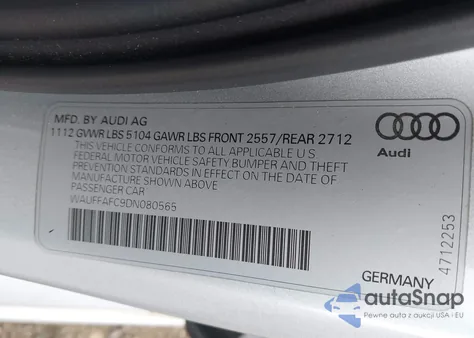 MFD. BY AUDI AG
1112 GVWR LBS 5104 GAWR LBS FRONT 2557/REAR 2712
THIS VEHICLE CONFORMS TO ALL APPLICABLE U S
FEDERAL MOTOR VEHICLE SAFETY BUMPER AND THEFT
PREVENTION STANDARDS IN EFFECT ON THE DATE OF
MANUFACTURE SHOWN ABOVE
PASSENGER CAR
WAUFFAFC9DN080565
Audi
4712253
GERMANY
autoSnap
Pewne auta z aukcji USA i EU